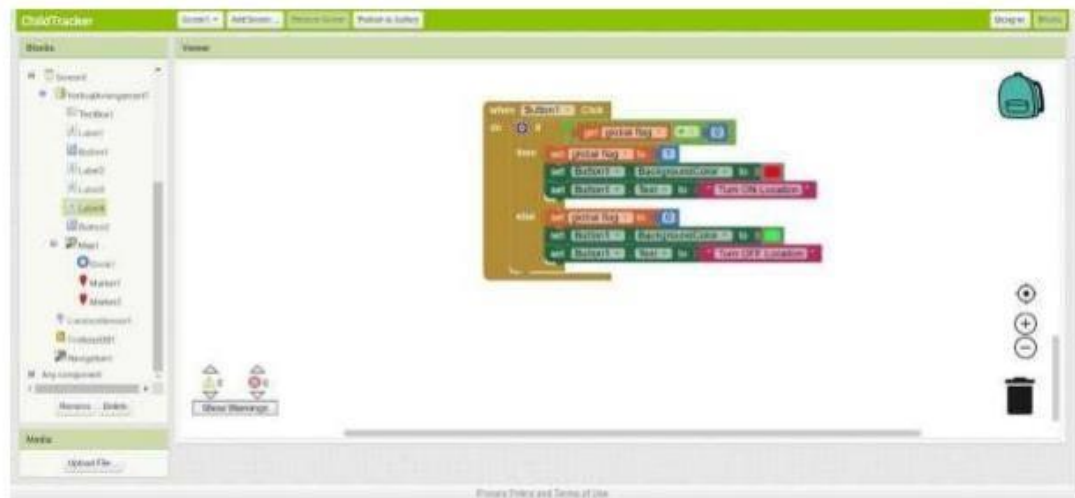 ChildTracker
Screen1 Add Screen... Remove Screen Publish to Gallery
Designer Blocks
Blocks
Viewer
Screen1
VerticalArrangement1
TextBox1
Label1
Button1
Label2
Label3
Label4
Button2
Map1
Circle1
Marker1
Marker2
LocationSensor1
FirebaseDB1
Navigation1
Any component
Rename Delete
Media
Upload File ...
when Button1 Click
do if get global flag = 0
then set global flag to 1
set Button1 BackgroundColor to
set Button1 Text to " Turn ON Location "
else set global flag to 0
set Button1 BackgroundColor to
set Button1 Text to " Turn OFF Location "
0 0
Show Warnings
Privacy Policy and Terms of Use